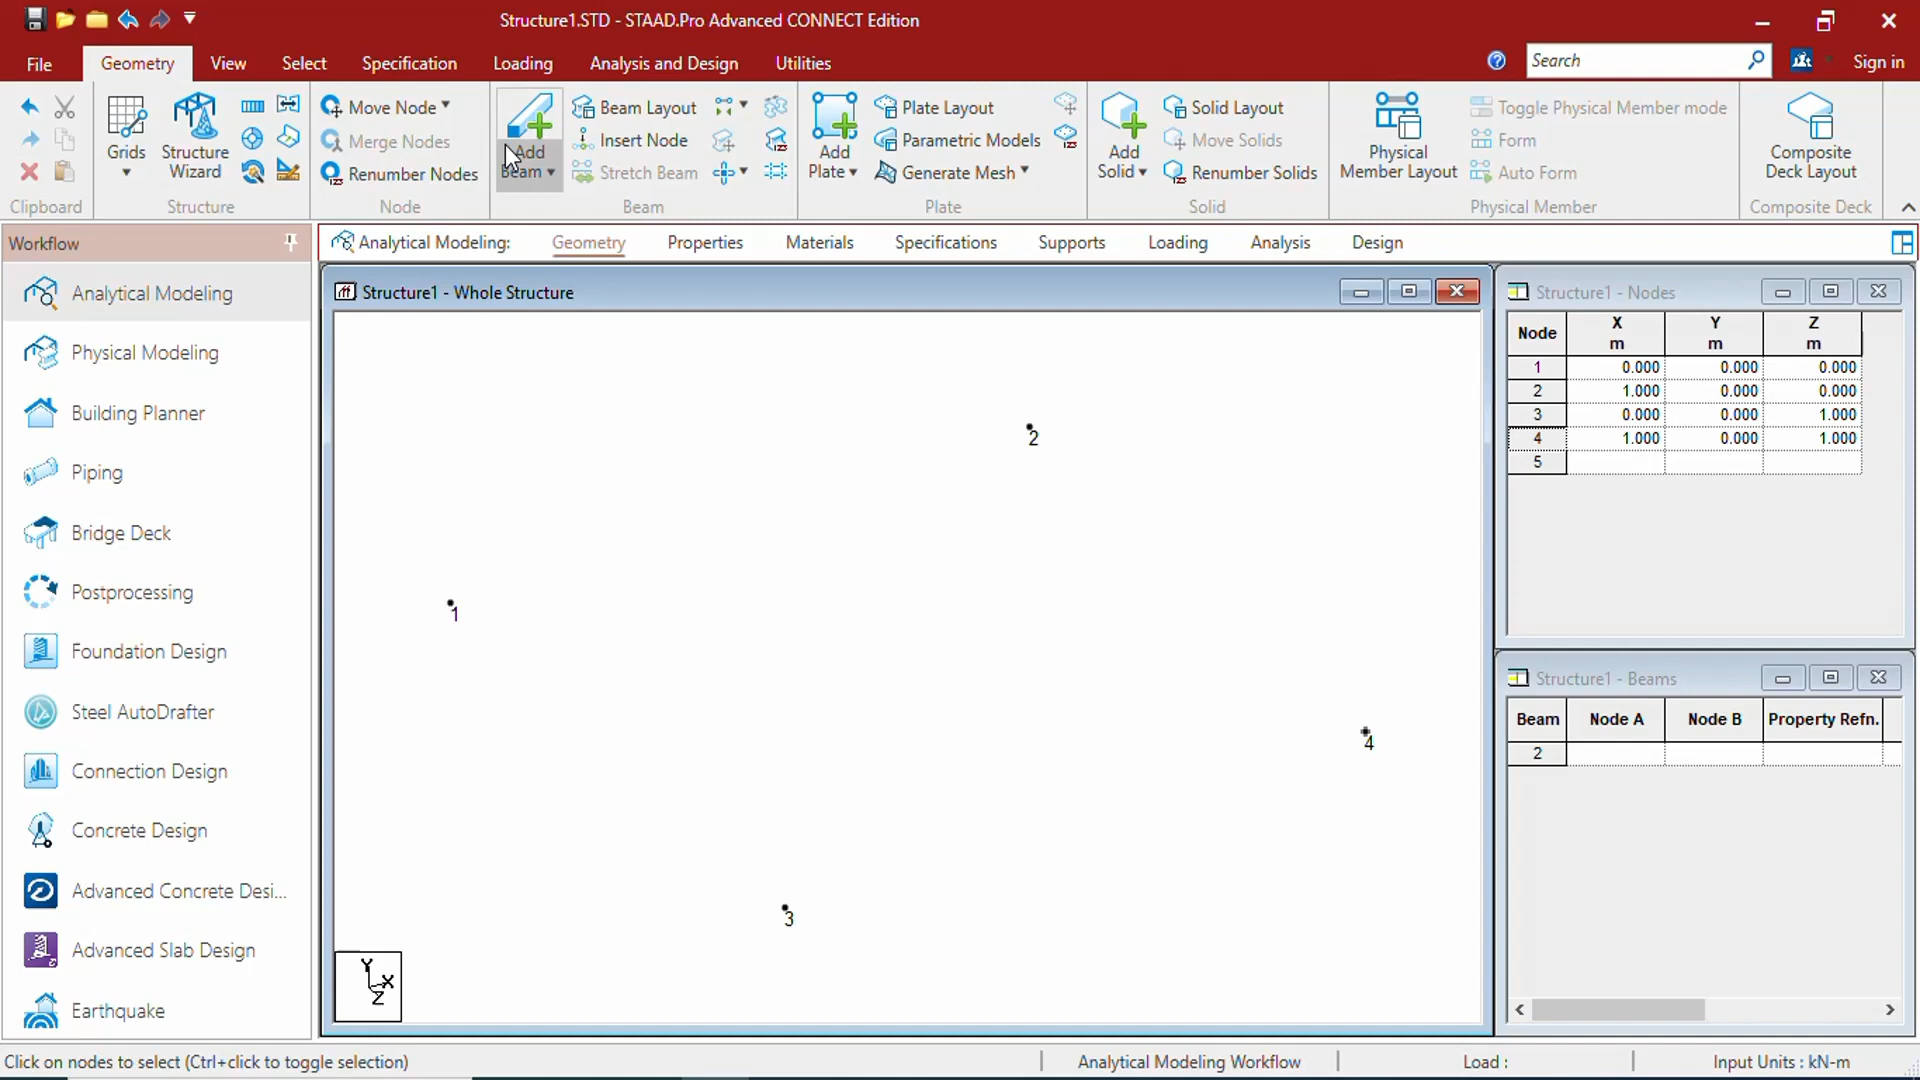 Structure1.STD - STAAD.Pro Advanced CONNECT Edition
File Geometry View Select Specification Loading Analysis and Design Utilities Search Sign in
Move Node Beam Layout Plate Layout Solid Layout Toggle Physical Member mode
Merge Nodes Insert Node Parametric Models Move Solids Form
Grids Structure Wizard Add Beam Add Plate Add Solid Physical Member Layout Composite Deck Layout
Renumber Nodes Stretch Beam Generate Mesh Renumber Solids Auto Form
Clipboard Structure Node Beam Plate Solid Physical Member Composite Deck
Workflow
Analytical Modeling: Geometry Properties Materials Specifications Supports Loading Analysis Design
Analytical Modeling
Physical Modeling
Building Planner
Piping
Bridge Deck
Postprocessing
Foundation Design
Steel AutoDrafter
Connection Design
Concrete Design
Advanced Concrete Desi...
Advanced Slab Design
Earthquake
Structure1 - Whole Structure
2
1
4
3
Y
X
Z
Structure1 - Nodes
Node X m Y m Z m
1 0.000 0.000 0.000
2 1.000 0.000 0.000
3 0.000 0.000 1.000
4 1.000 0.000 1.000
5
Structure1 - Beams
Beam Node A Node B Property Refn.
2
Click on nodes to select (Ctrl+click to toggle selection) Analytical Modeling Workflow Load : Input Units : kN-m